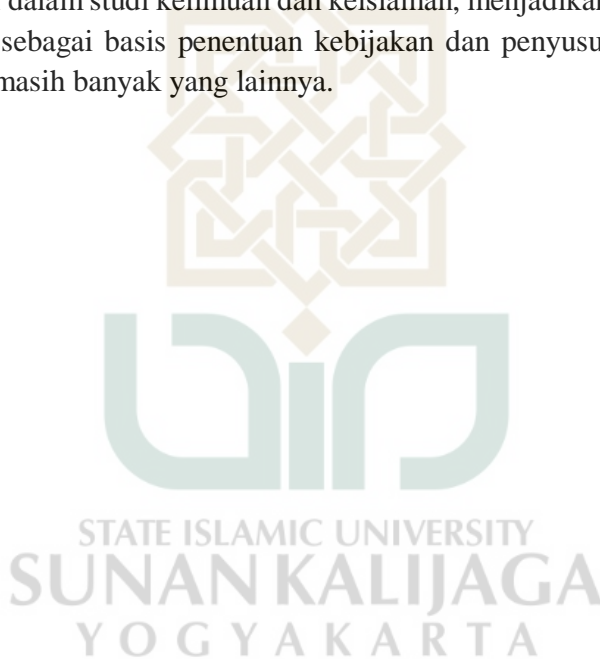 dalam studi keilmuan dan keislaman, menjadikan
sebagai basis penentuan kebijakan dan penyusu
masih banyak yang lainnya.
STATE ISLAMIC UNIVERSITY
SUNAN KALIJAGA
YOGYAKARTA